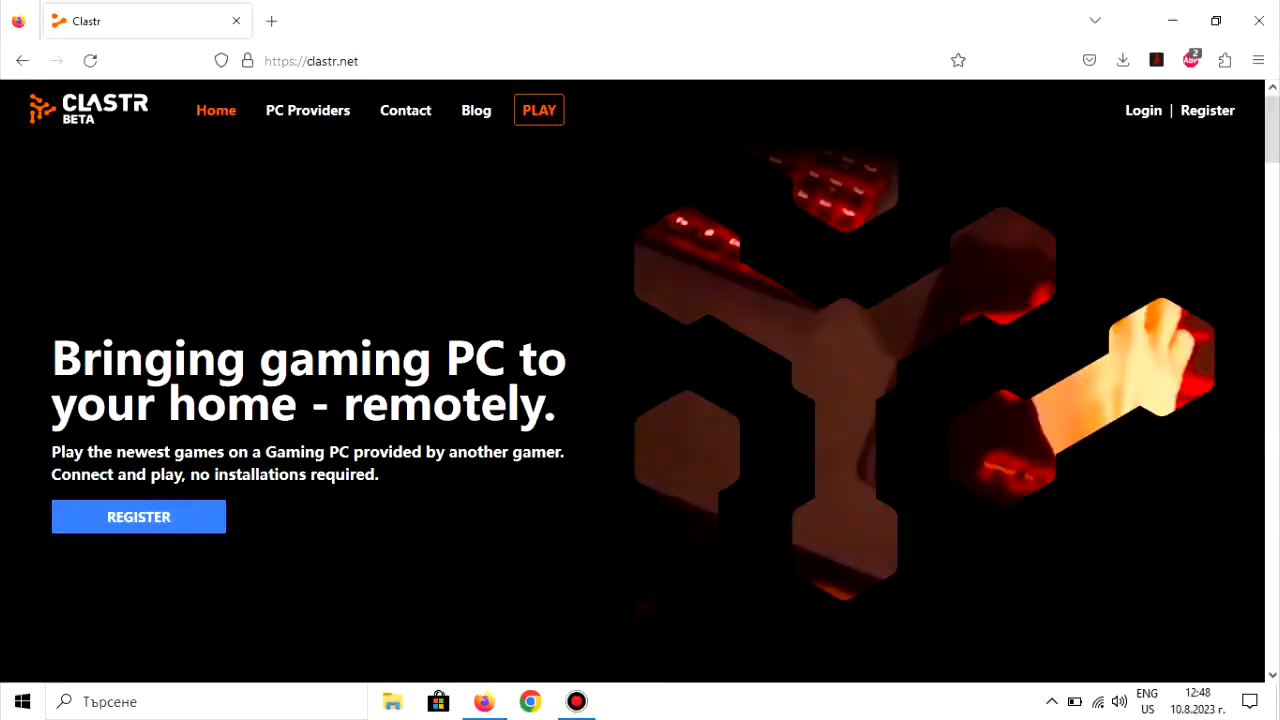 Clastr
https://clastr.net
2
ABP
CLASTR
BETA
Home
PC Providers
Contact
Blog
PLAY
Login | Register
Bringing gaming PC to
your home - remotely.
Play the newest games on a Gaming PC provided by another gamer.
Connect and play, no installations required.
REGISTER
Търсене
ENG
US
12:48
10.8.2023 г.